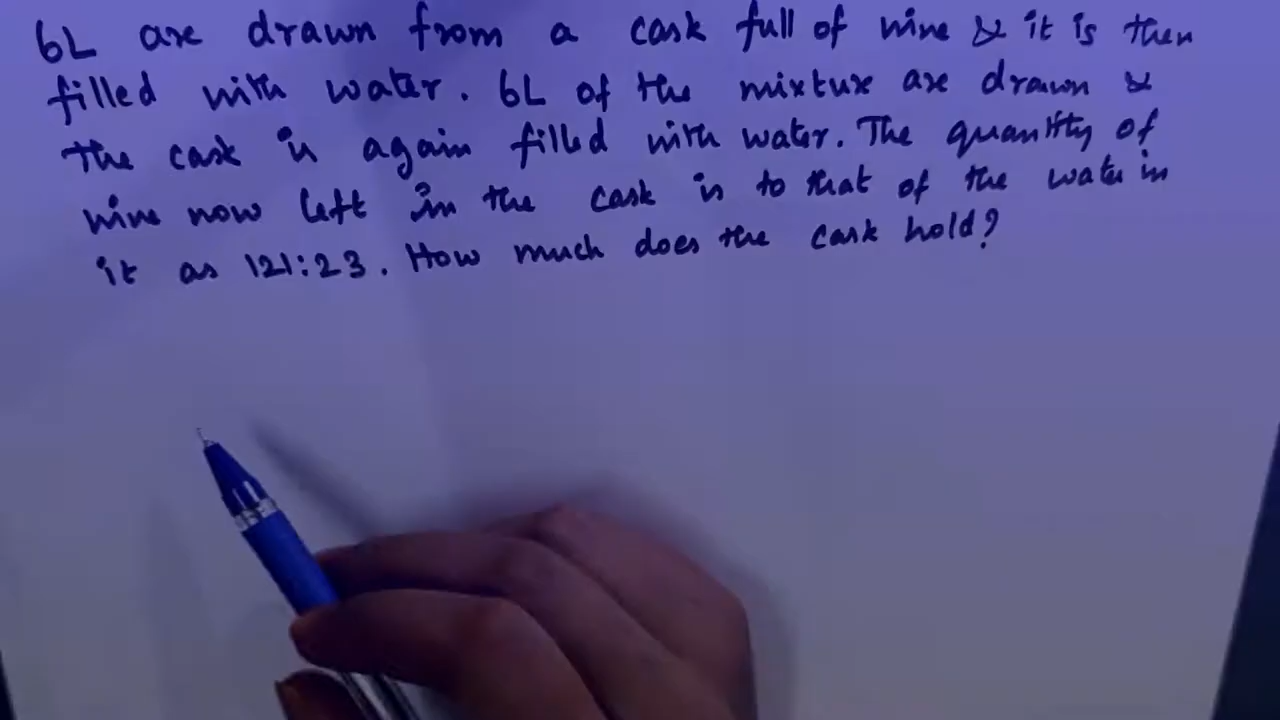 6L are drawn from a cask full of wine & it is then
filled with water. 6L of the mixture are drawn &
the cask is again filled with water. The quantity of
wine now left in the cask is to that of the water in
it as 121:23. How much does the cask hold?